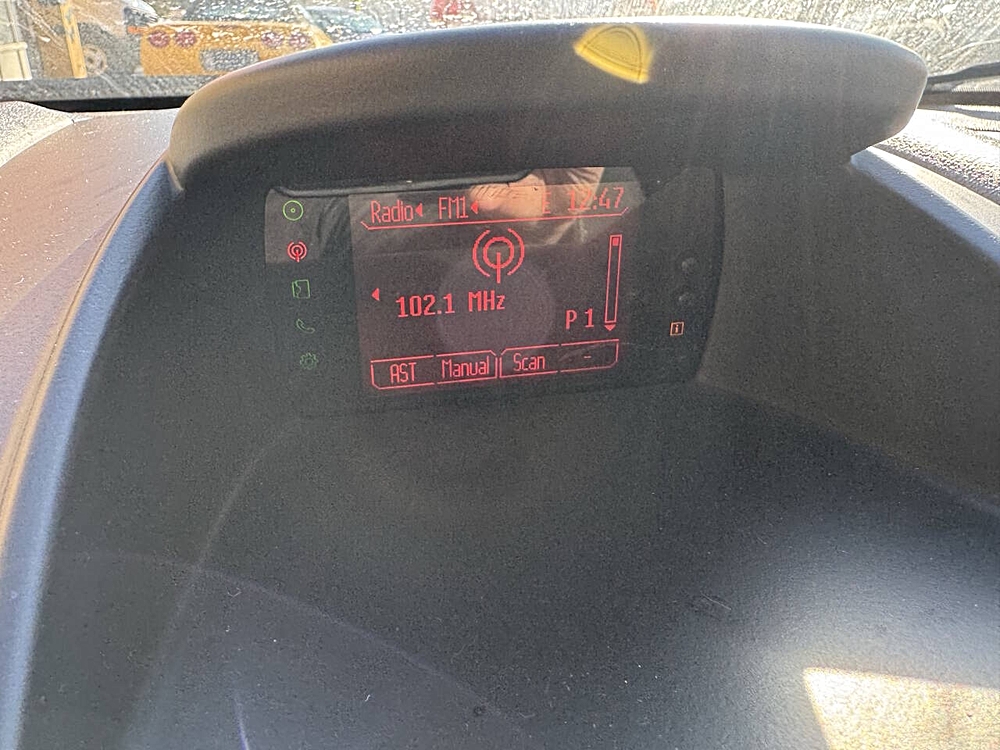 Radio FM1 12:47
102.1 MHz
P 1
AST Manual Scan -